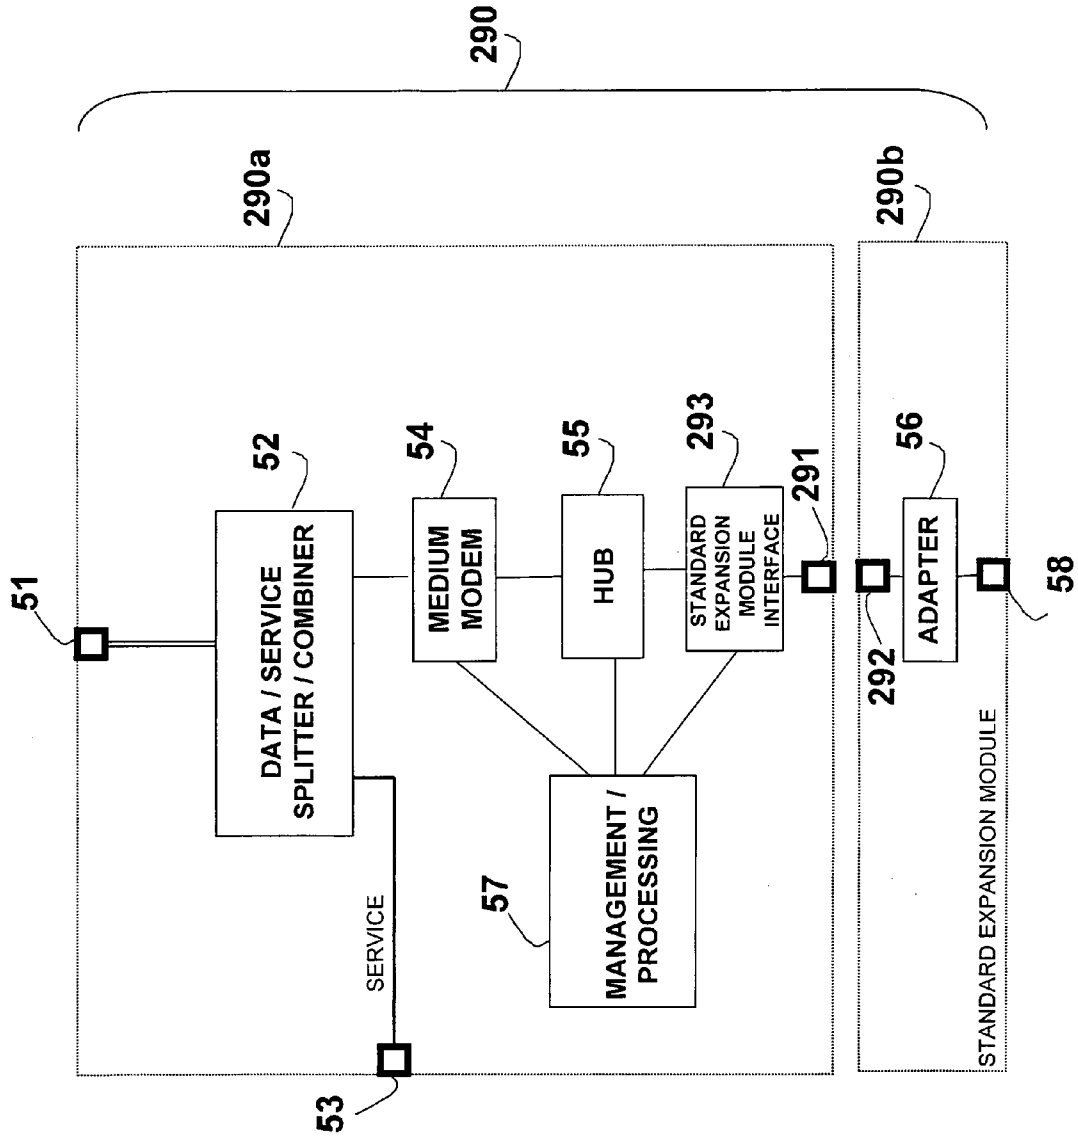 290
290a
290b
51
52
DATA / SERVICE
SPLITTER / COMBINER
54
MEDIUM
MODEM
55
HUB
293
STANDARD
EXPANSION
MODULE
INTERFACE
291
292
56
ADAPTER
58
57
MANAGEMENT /
PROCESSING
SERVICE
53
STANDARD EXPANSION MODULE